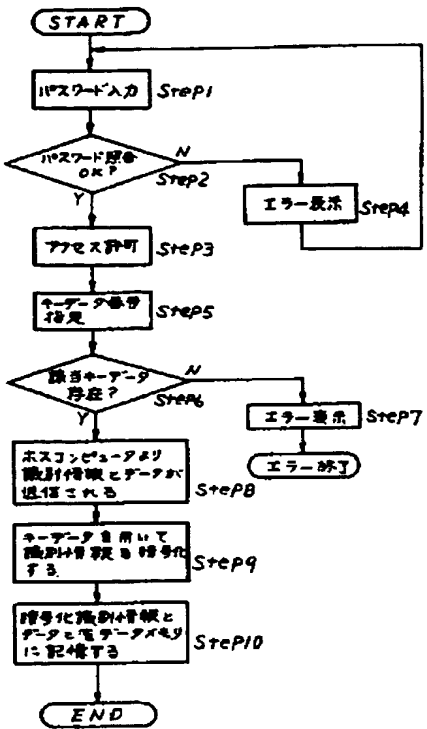 START
パスワード入力
Step1
パスワード照合
OK?
Step2
N
Y
エラー表示
Step4
アクセス許可
Step3
キーデータ番号
指定
Step5
該当キーデータ
存在?
Step6
N
Y
エラー表示
Step7
エラー終了
ホスコンピュータより
識別情報とデータが
送信される
Step8
キーデータを用いて
識別情報を暗号化
する
Step9
暗号化識別情報と
データとをデータメモリ
に記憶する
Step10
END